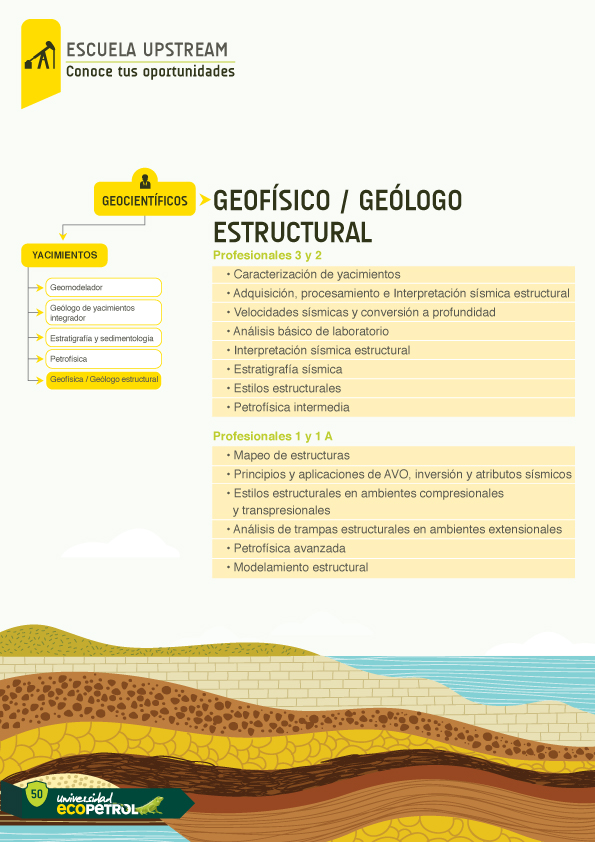 ESCUELA UPSTREAM
Conoce tus oportunidades
GEOCIENTÍFICOS
YACIMIENTOS
Geomodelador
Geólogo de yacimientos
integrador
Estratigrafía y sedimentología
Petrofísica
Geofísica / Geólogo estructural
GEOFÍSICO / GEÓLOGO
ESTRUCTURAL
Profesionales 3 y 2
• Caracterización de yacimientos
• Adquisición, procesamiento e Interpretación sísmica estructural
• Velocidades sísmicas y conversión a profundidad
• Análisis básico de laboratorio
• Interpretación sísmica estructural
• Estratigrafía sísmica
• Estilos estructurales
• Petrofísica intermedia
Profesionales 1 y 1 A
• Mapeo de estructuras
• Principios y aplicaciones de AVO, inversión y atributos sísmicos
• Estilos estructurales en ambientes compresionales
y transpresionales
• Análisis de trampas estructurales en ambientes extensionales
• Petrofísica avanzada
• Modelamiento estructural
50
universidad
ecopetrol